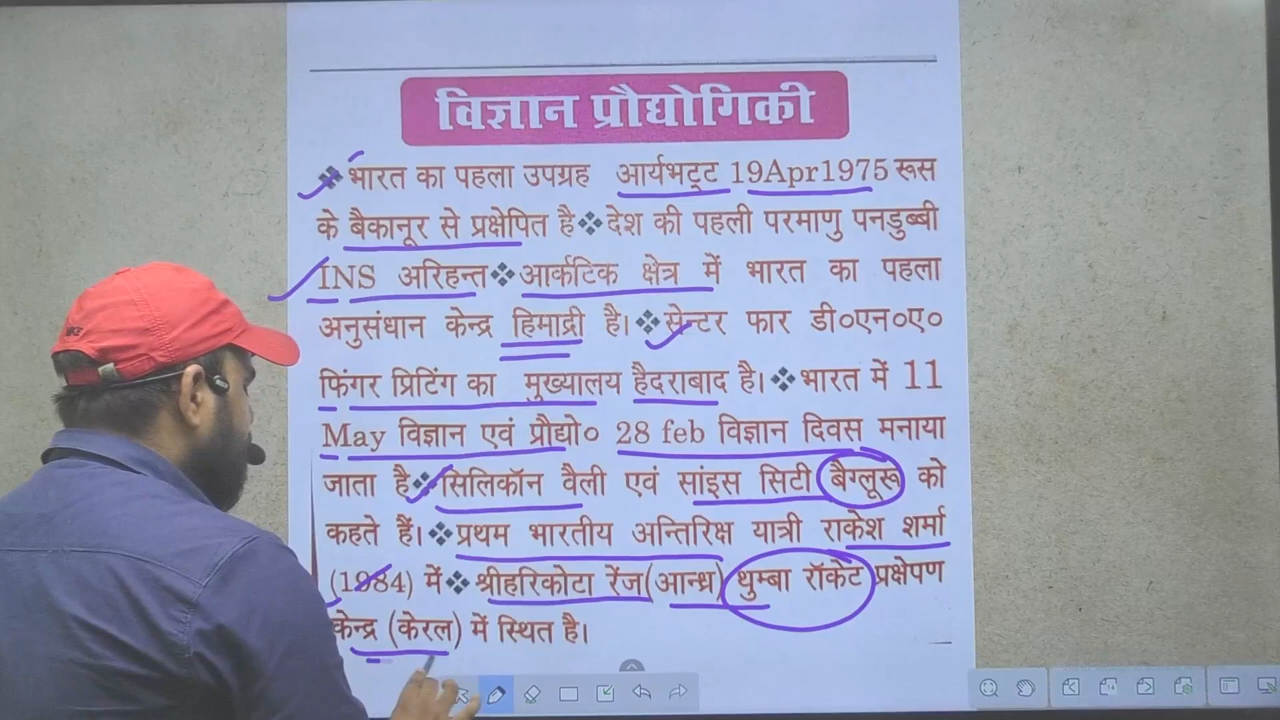 विज्ञान प्रौद्योगिकी
❖भारत का पहला उपग्रह आर्यभट्ट 19Apr1975 रूस
के बैकानूर से प्रक्षेपित है❖देश की पहली परमाणु पनडुब्बी
INS अरिहन्त❖आर्कटिक क्षेत्र में भारत का पहला
अनुसंधान केन्द्र हिमाद्री है।❖सेन्टर फार डी०एन०ए०
फिंगर प्रिटिंग का मुख्यालय हैदराबाद है।❖भारत में 11
May विज्ञान एवं प्रौद्यो० 28 feb विज्ञान दिवस मनाया
जाता है❖सिलिकॉन वैली एवं सांइस सिटी बैग्लूरू को
कहते हैं।❖प्रथम भारतीय अन्तिरिक्ष यात्री राकेश शर्मा
(1984) में❖श्रीहरिकोटा रेंज(आन्ध्र) थुम्बा रॉकेट प्रक्षेपण
केन्द्र (केरल) में स्थित है।